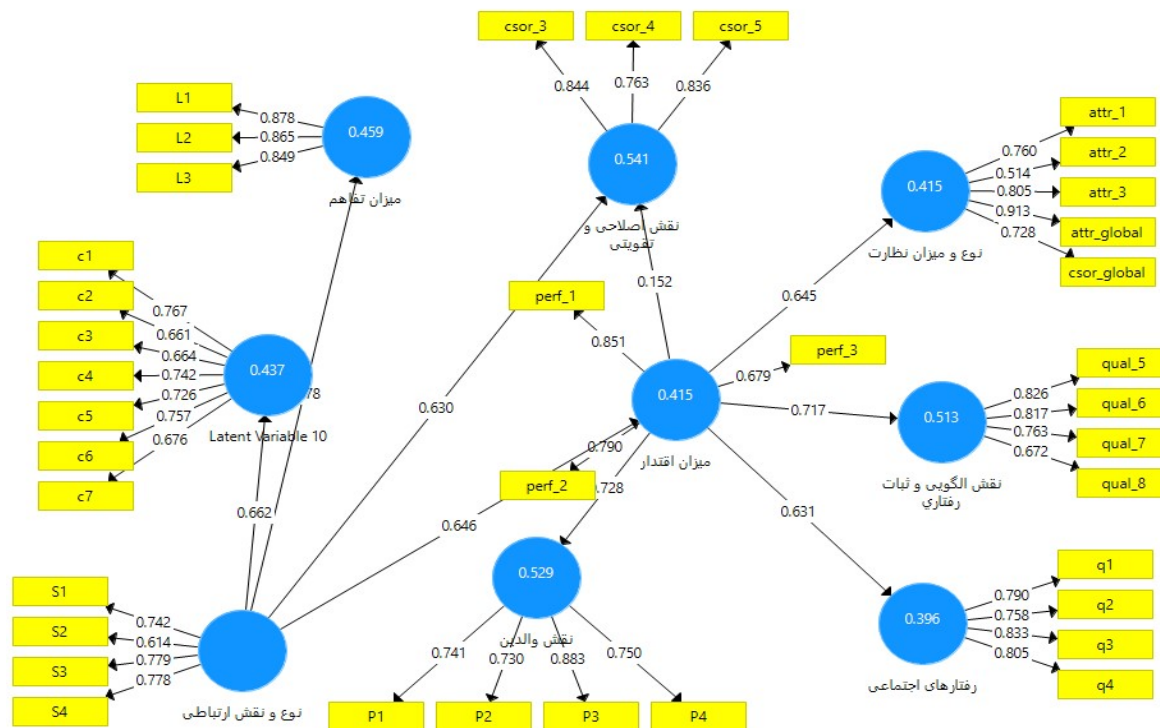 csor_3
csor_4
csor_5
0.844
0.763
0.836
L1
L2
L3
0.878
0.865
0.849
0.459
میزان تفاهم
0.541
نقش اصلاحی و
تقویتی
attr_1
attr_2
attr_3
attr_global
csor_global
0.760
0.514
0.805
0.913
0.728
0.415
نوع و میزان نظارت
c1
c2
c3
c4
c5
c6
c7
0.767
0.661
0.664
0.742
0.726
0.757
0.676
0.437
Latent Variable 10
78
perf_1
0.851
0.152
0.645
perf_3
0.679
0.415
میزان اقتدار
0.630
0.717
0.513
نقش الگویی و ثبات
رفتاري
0.826
0.817
0.763
0.672
qual_5
qual_6
qual_7
qual_8
0.790
perf_2
0.728
0.662
0.646
0.631
0.529
نقش والدین
0.741
0.730
0.883
0.750
P1
P2
P3
P4
S1
S2
S3
S4
0.742
0.614
0.779
0.778
نوع و نقش ارتباطی
0.396
رفتارهای اجتماعی
0.790
0.758
0.833
0.805
q1
q2
q3
q4